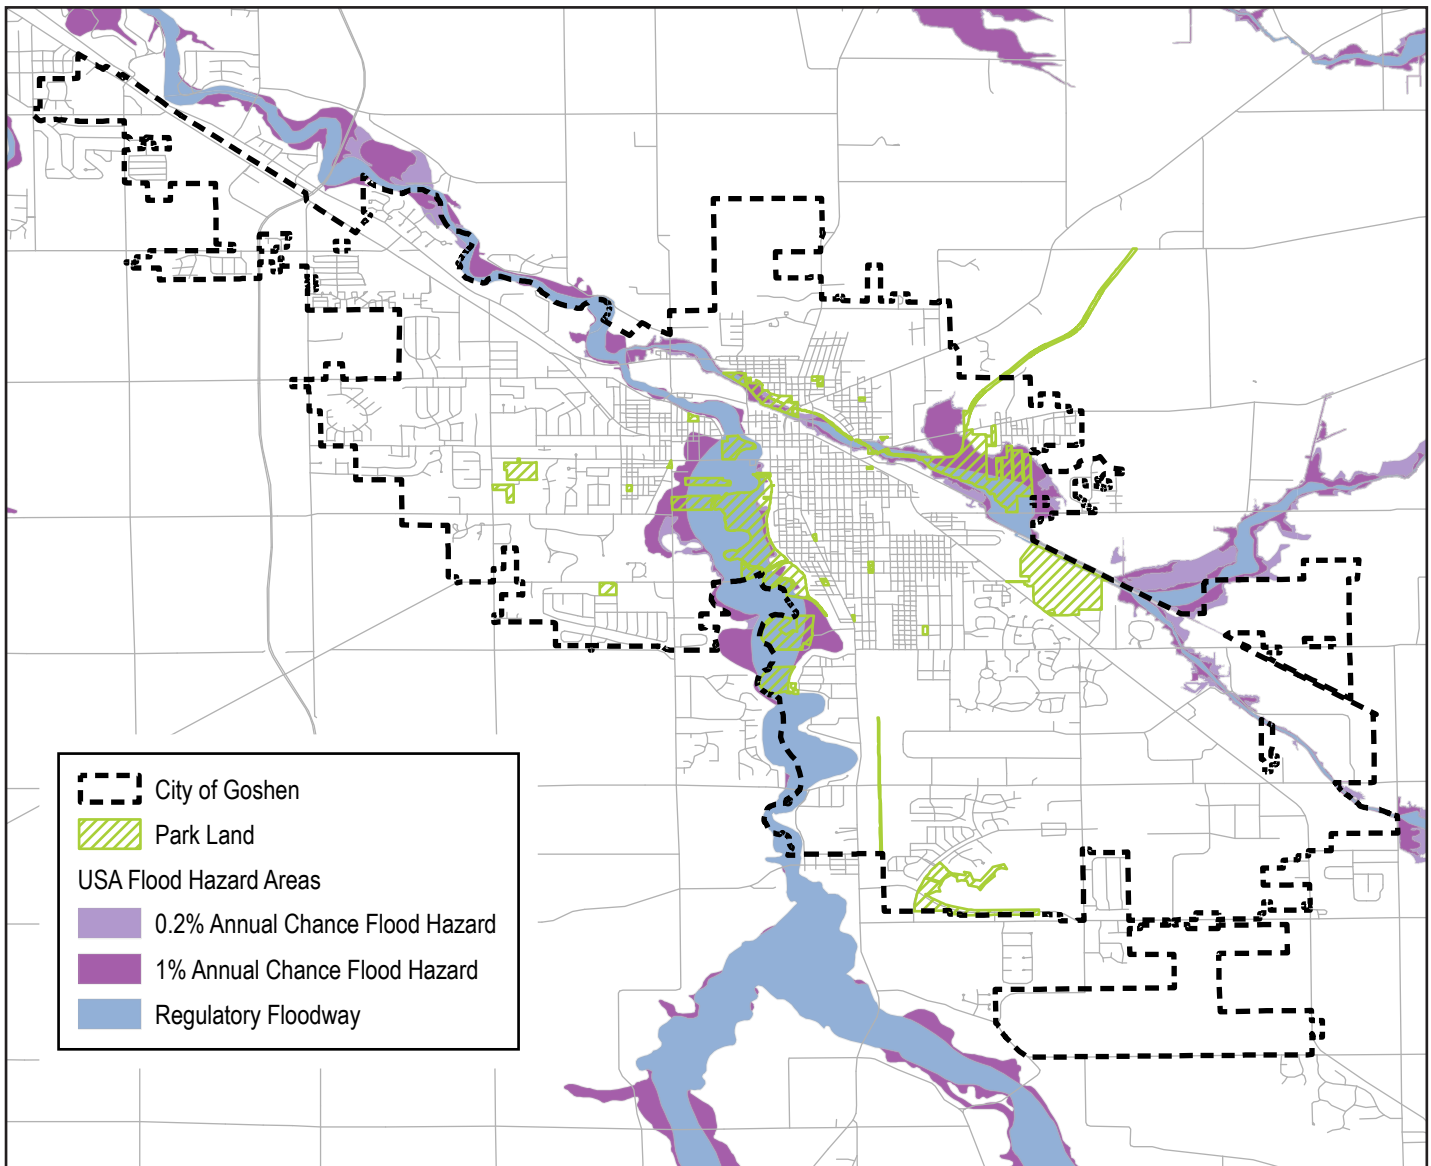 City of Goshen
Park Land
USA Flood Hazard Areas
0.2% Annual Chance Flood Hazard
1% Annual Chance Flood Hazard
Regulatory Floodway